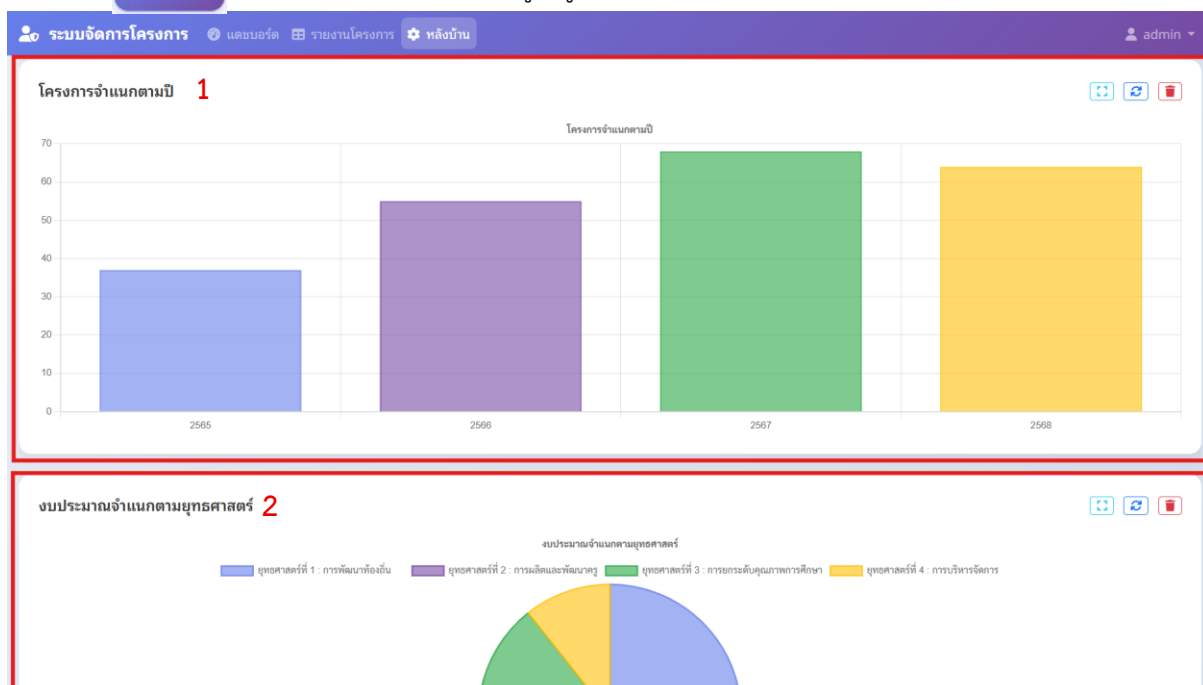 ระบบจัดการโครงการ แดชบอร์ด รายงานโครงการ หลังบ้าน admin
โครงการจำแนกตามปี 1
โครงการจำแนกตามปี
70
60
50
40
30
20
10
0
2565 2566 2567 2568
งบประมาณจำแนกตามยุทธศาสตร์ 2
งบประมาณจำแนกตามยุทธศาสตร์
ยุทธศาสตร์ที่ 1 : การพัฒนาท้องถิ่น ยุทธศาสตร์ที่ 2 : การผลิตและพัฒนาครู ยุทธศาสตร์ที่ 3 : การยกระดับคุณภาพการศึกษา ยุทธศาสตร์ที่ 4 : การบริหารจัดการ